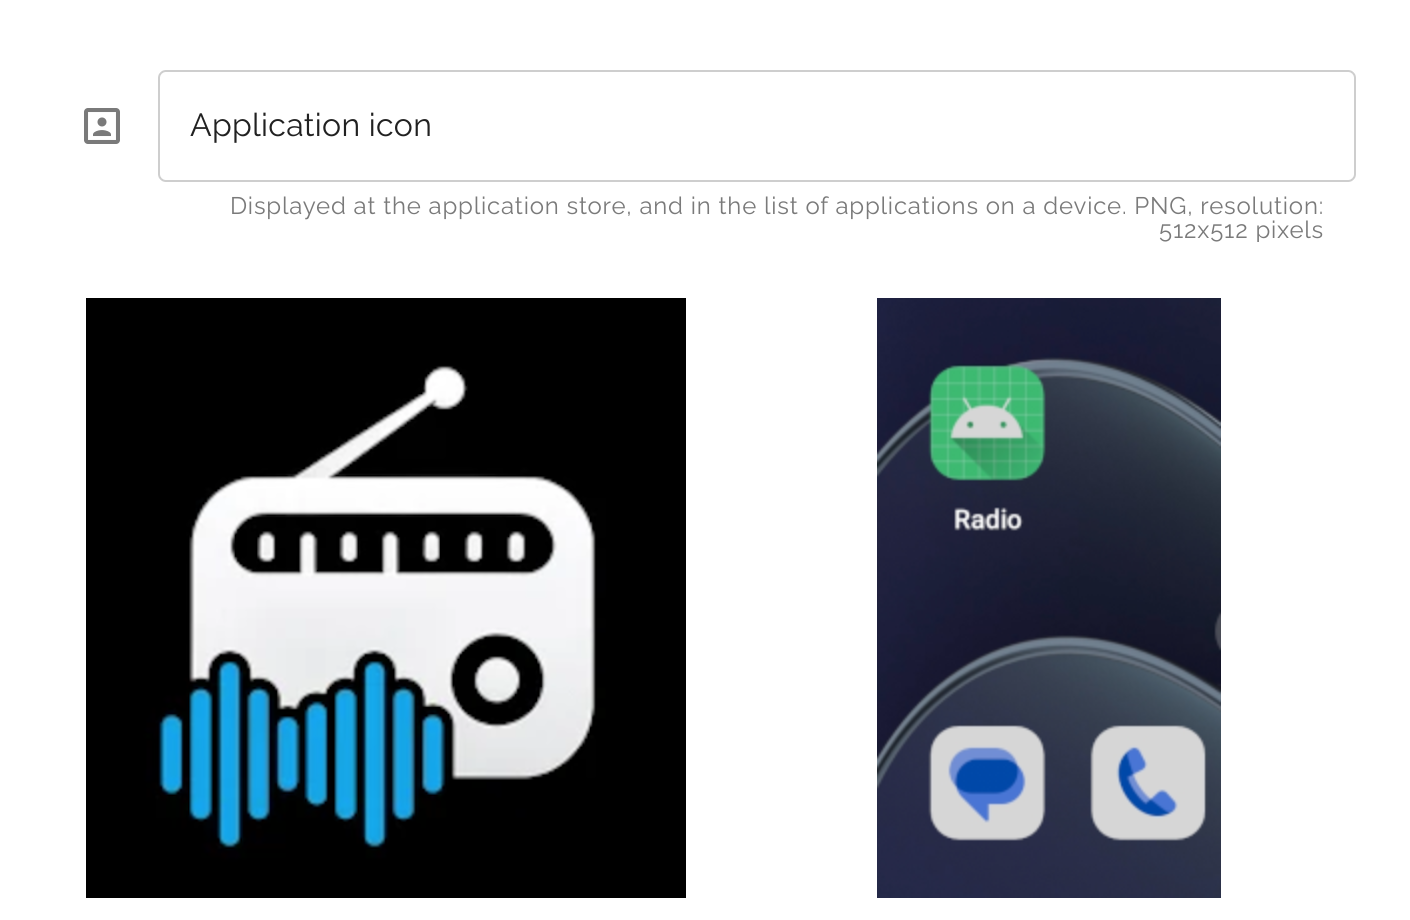 Application icon
Displayed at the application store, and in the list of applications on a device. PNG, resolution:
512x512 pixels
Radio